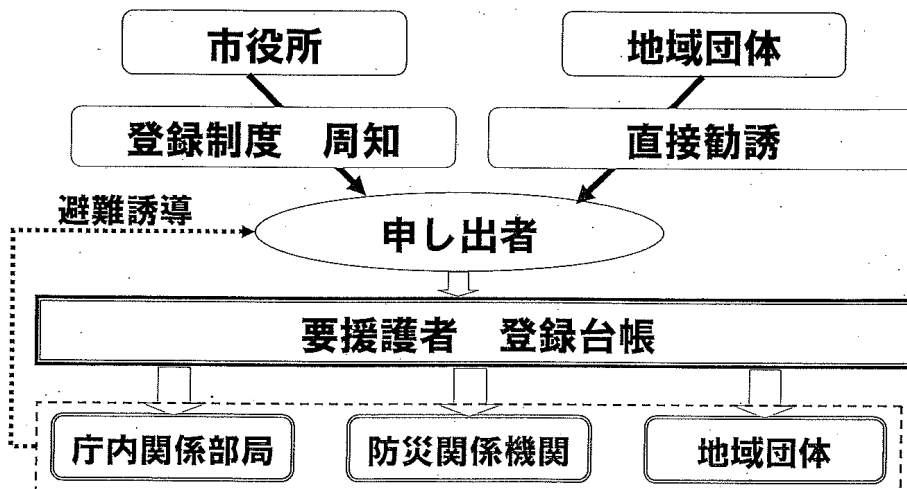 市役所 地域団体
登録制度 周知 直接勧誘
避難誘導
申し出者
要援護者 登録台帳
庁内関係部局 防災関係機関 地域団体